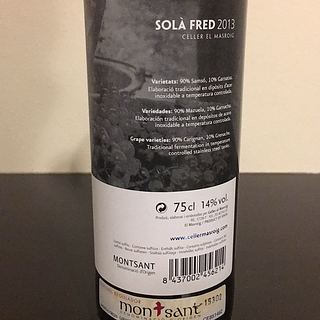 SOLÀ FRED 2013
CELLER EL MASROIG
Varietats: 90% Samsó, 10% Garnatxa.
Elaboració tradicional en dipòsits d'acer
inoxidable a temperatura controlada.
Variedades: 90% Mazuela, 10% Garnacha.
Elaboración tradicional en depósitos de acero
inoxidable a temperatura controlada.
Grape varieties: 90% Carignan, 10% Grenache.
Traditional fermentation in temperature
controlled stainless steel tanks.
75cl 14% vol.
www.cellermasroig.com
MONTSANT
Denominació d'Origen
8 437002 456214
montsant